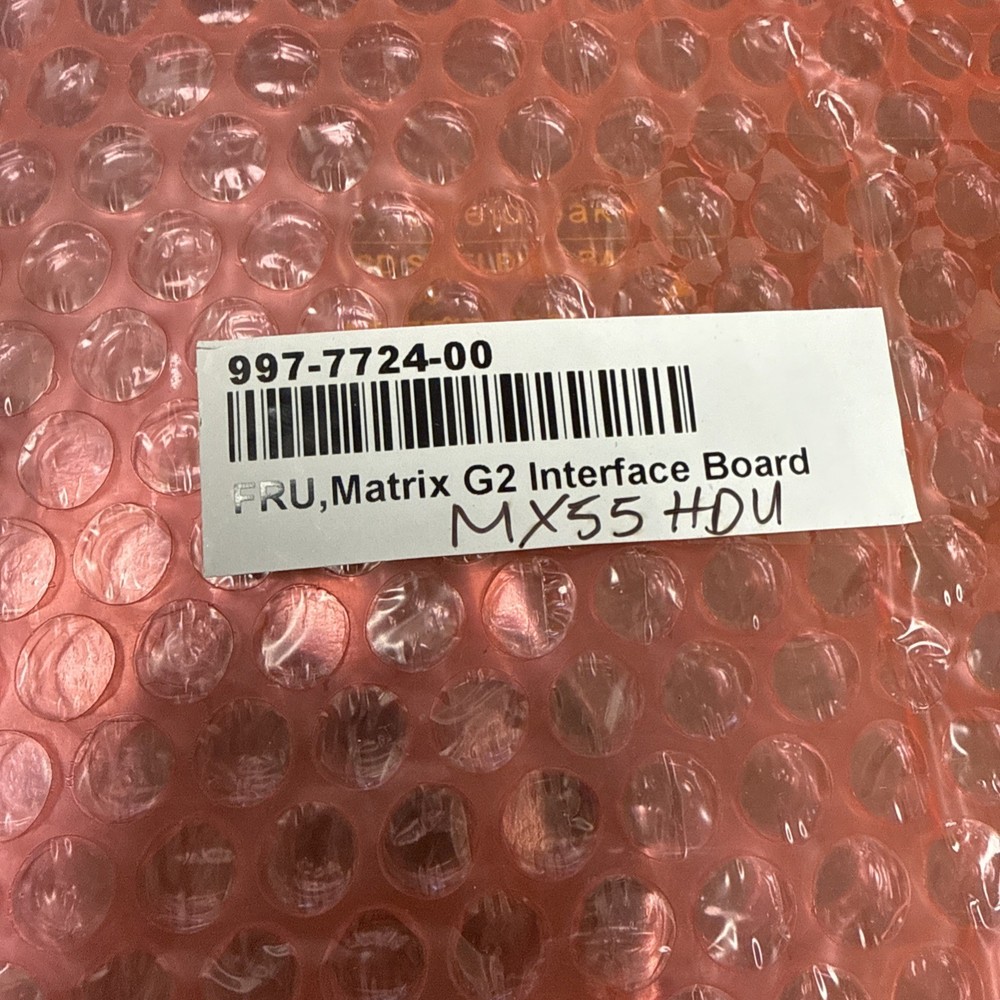 997-7724-00
FRU,Matrix G2 Interface Board
MX55 HDU